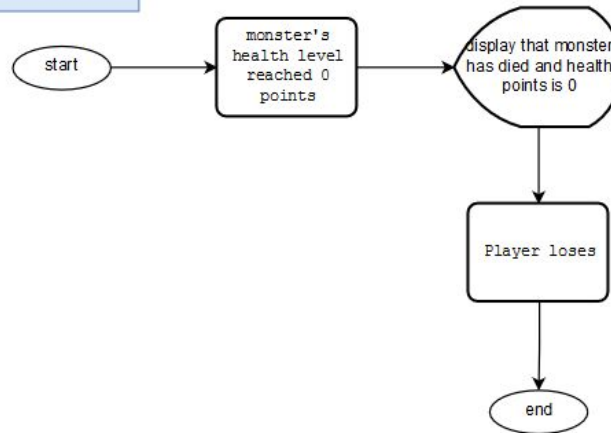 start
monster's
health level
reached 0
points
display that monster
has died and health
points is 0
Player loses
end